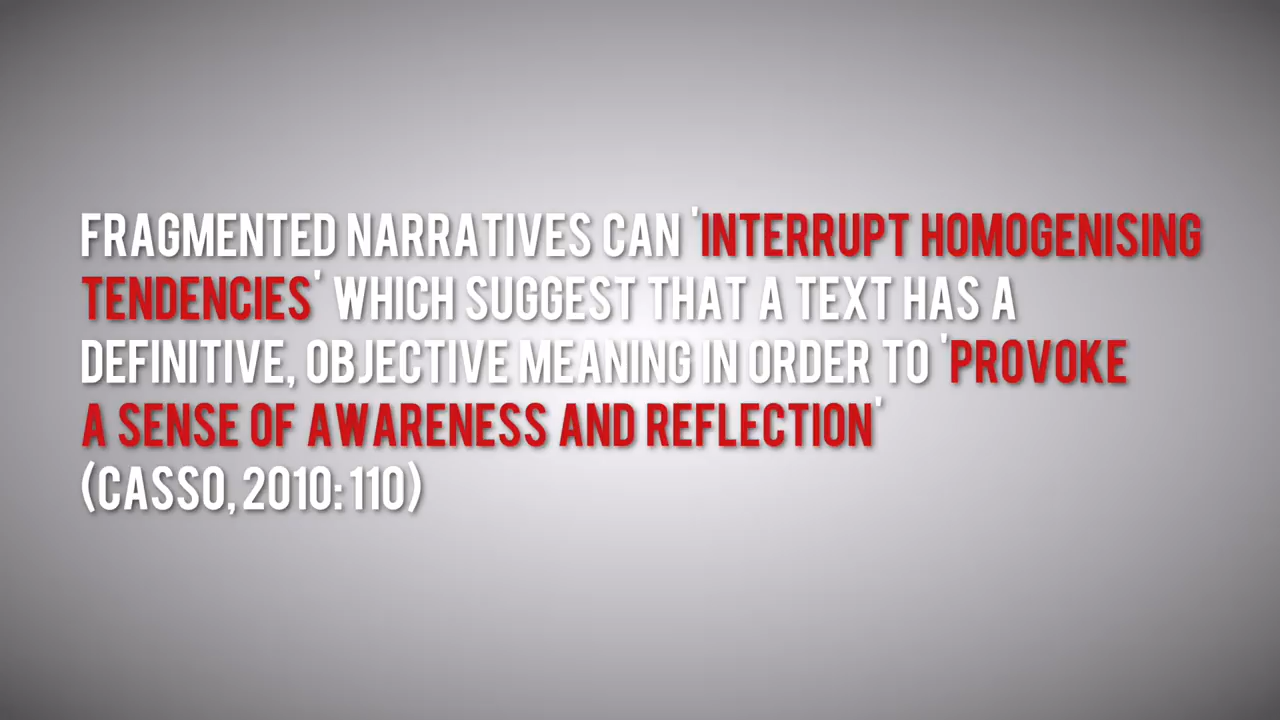 FRAGMENTED NARRATIVES CAN 'INTERRUPT HOMOGENISING
TENDENCIES' WHICH SUGGEST THAT A TEXT HAS A
DEFINITIVE, OBJECTIVE MEANING IN ORDER TO 'PROVOKE
A SENSE OF AWARENESS AND REFLECTION'
(CASSO, 2010: 110)